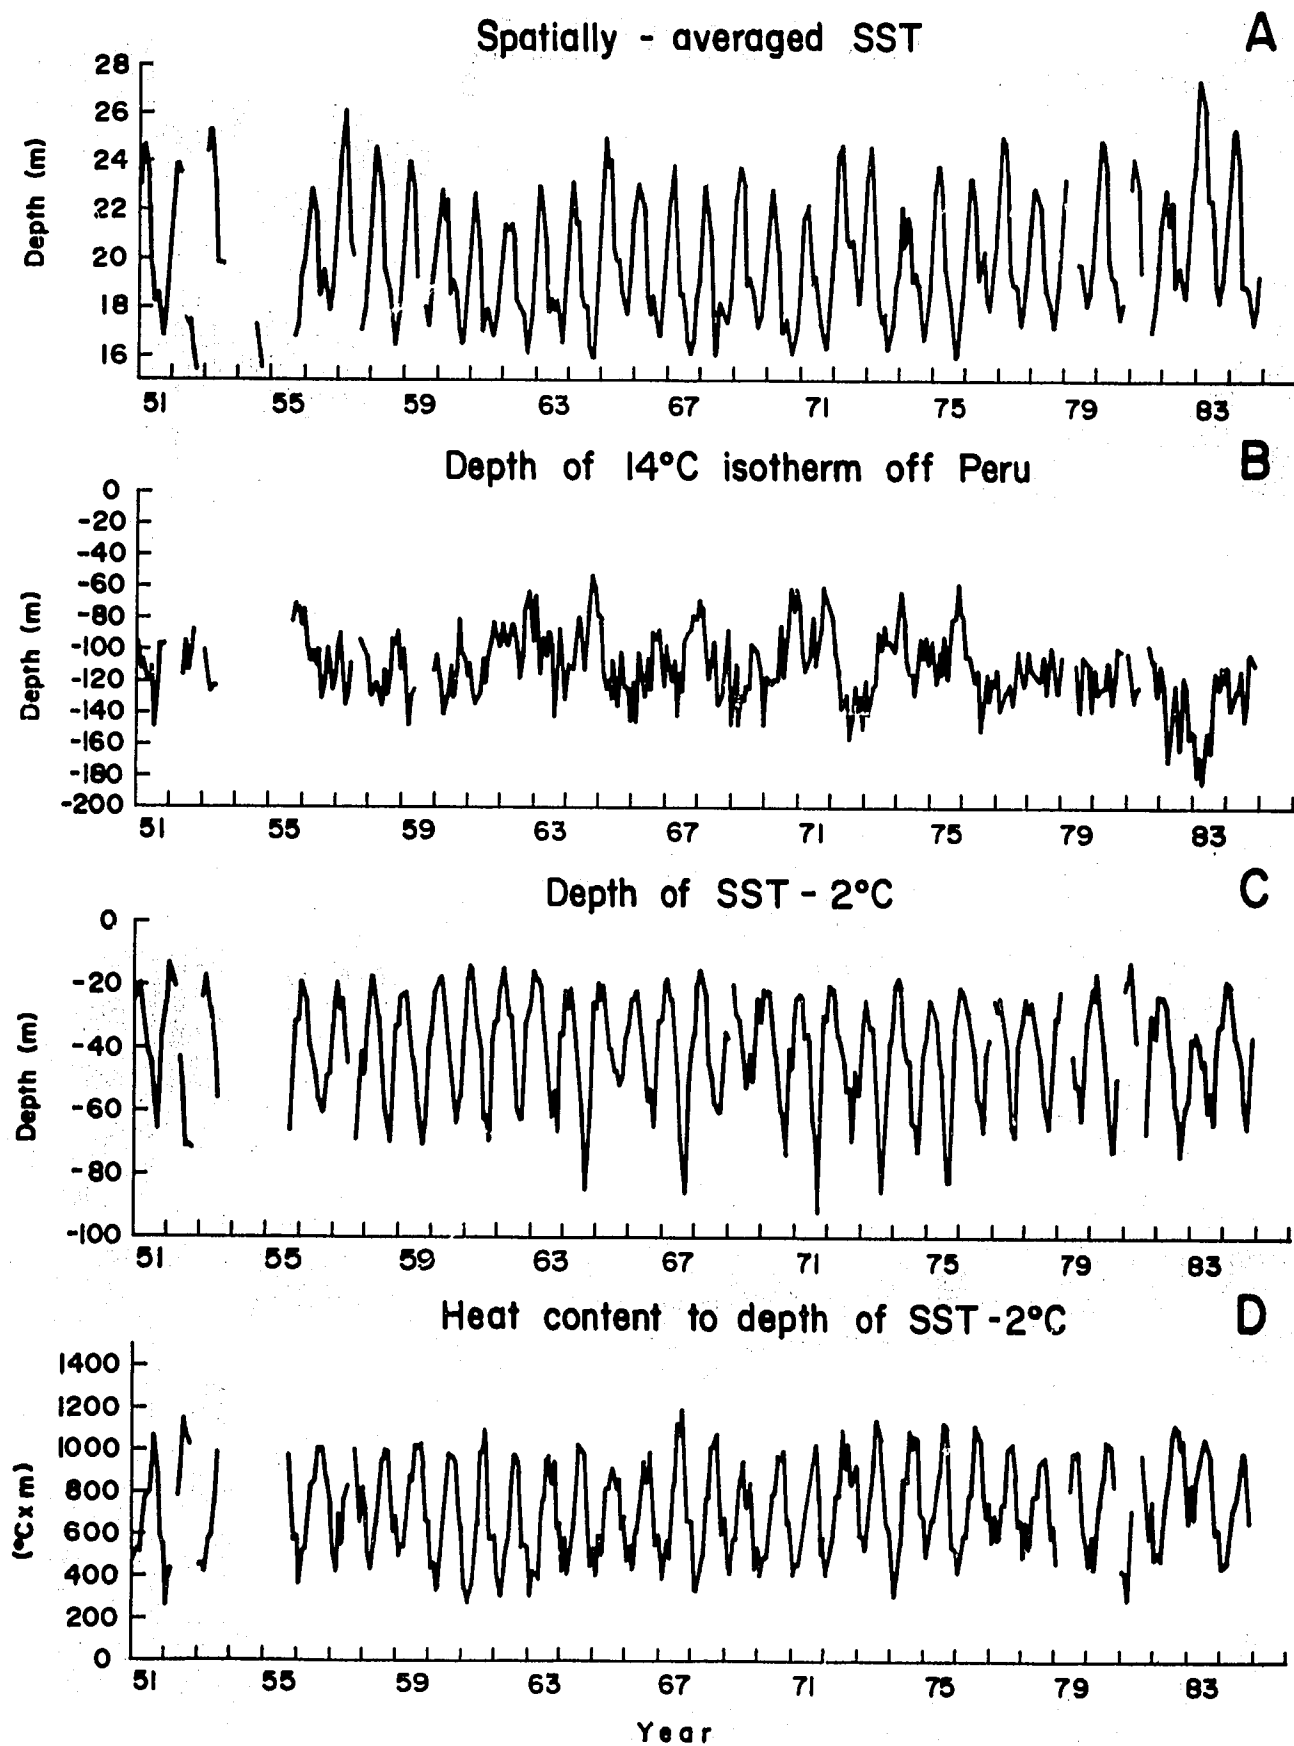 Spatially - averaged SST
A
Depth (m)
28
26
24
22
20
18
16
51 55 59 63 67 71 75 79 83
Depth of 14°C isotherm off Peru
B
Depth (m)
0
-20
-40
-60
-80
-100
-120
-140
-160
-180
-200
51 55 59 63 67 71 75 79 83
Depth of SST - 2°C
C
Depth (m)
0
-20
-40
-60
-80
-100
51 55 59 63 67 71 75 79 83
Heat content to depth of SST - 2°C
D
(°C x m)
1400
1200
1000
800
600
400
200
0
51 55 59 63 67 71 75 79 83
Year